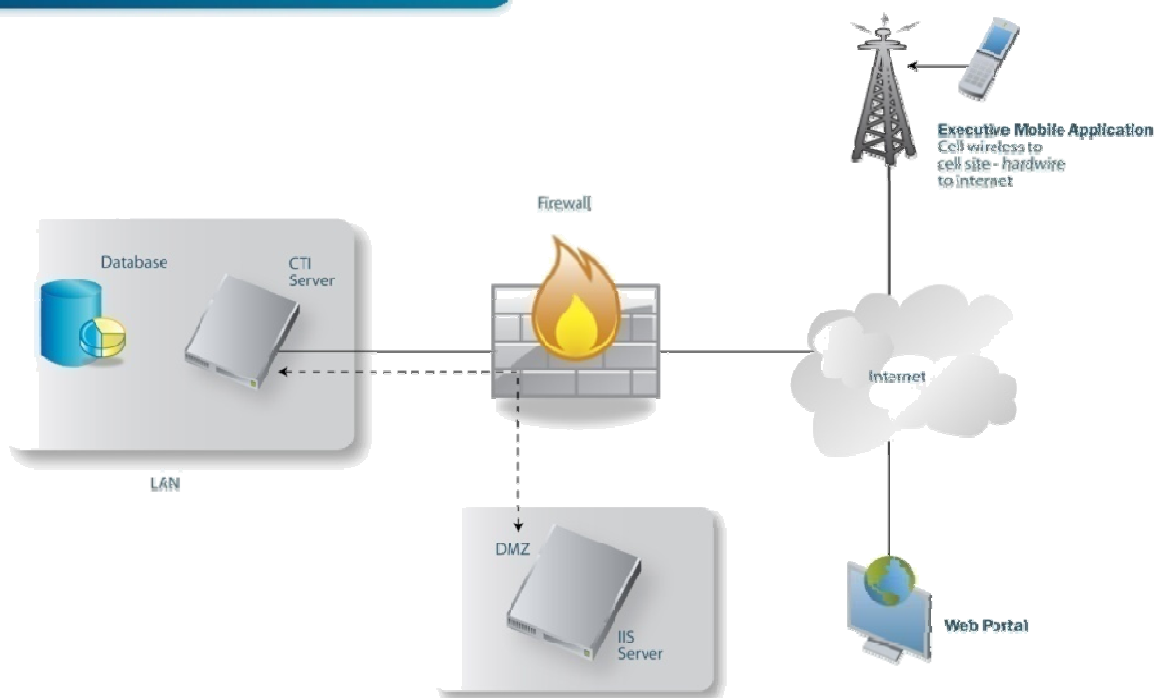 Executive Mobile Application
Cell wireless to
cell site - hardwire
to internet
Firewall
Database
CTI
Server
Internet
LAN
DMZ
IIS
Server
Web Portal